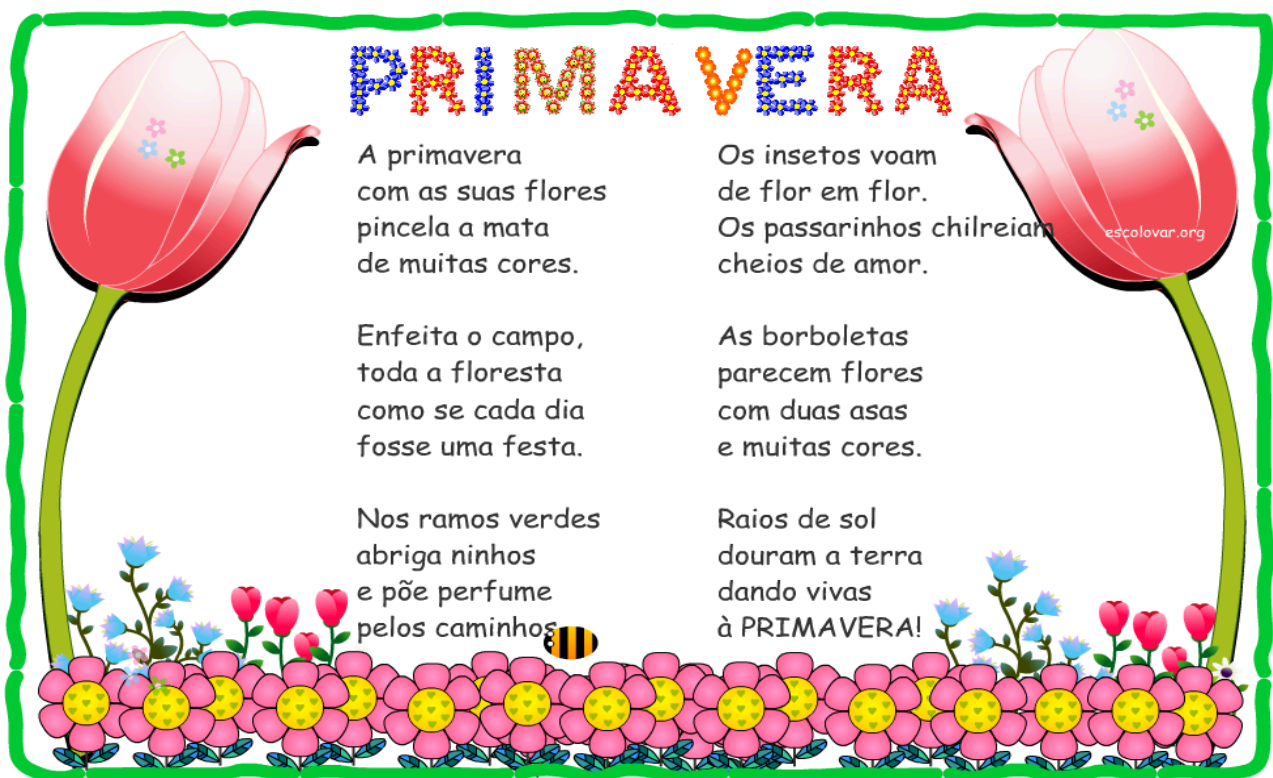 PRIMAVERA
A primavera
com as suas flores
pincela a mata
de muitas cores.
Enfeita o campo,
toda a floresta
como se cada dia
fosse uma festa.
Nos ramos verdes
abriga ninhos
e põe perfume
pelos caminhos
Os insetos voam
de flor em flor.
Os passarinhos chilreiam
cheios de amor.
As borboletas
parecem flores
com duas asas
e muitas cores.
Raios de sol
douram a terra
dando vivas
à PRIMAVERA!
escolovar.org